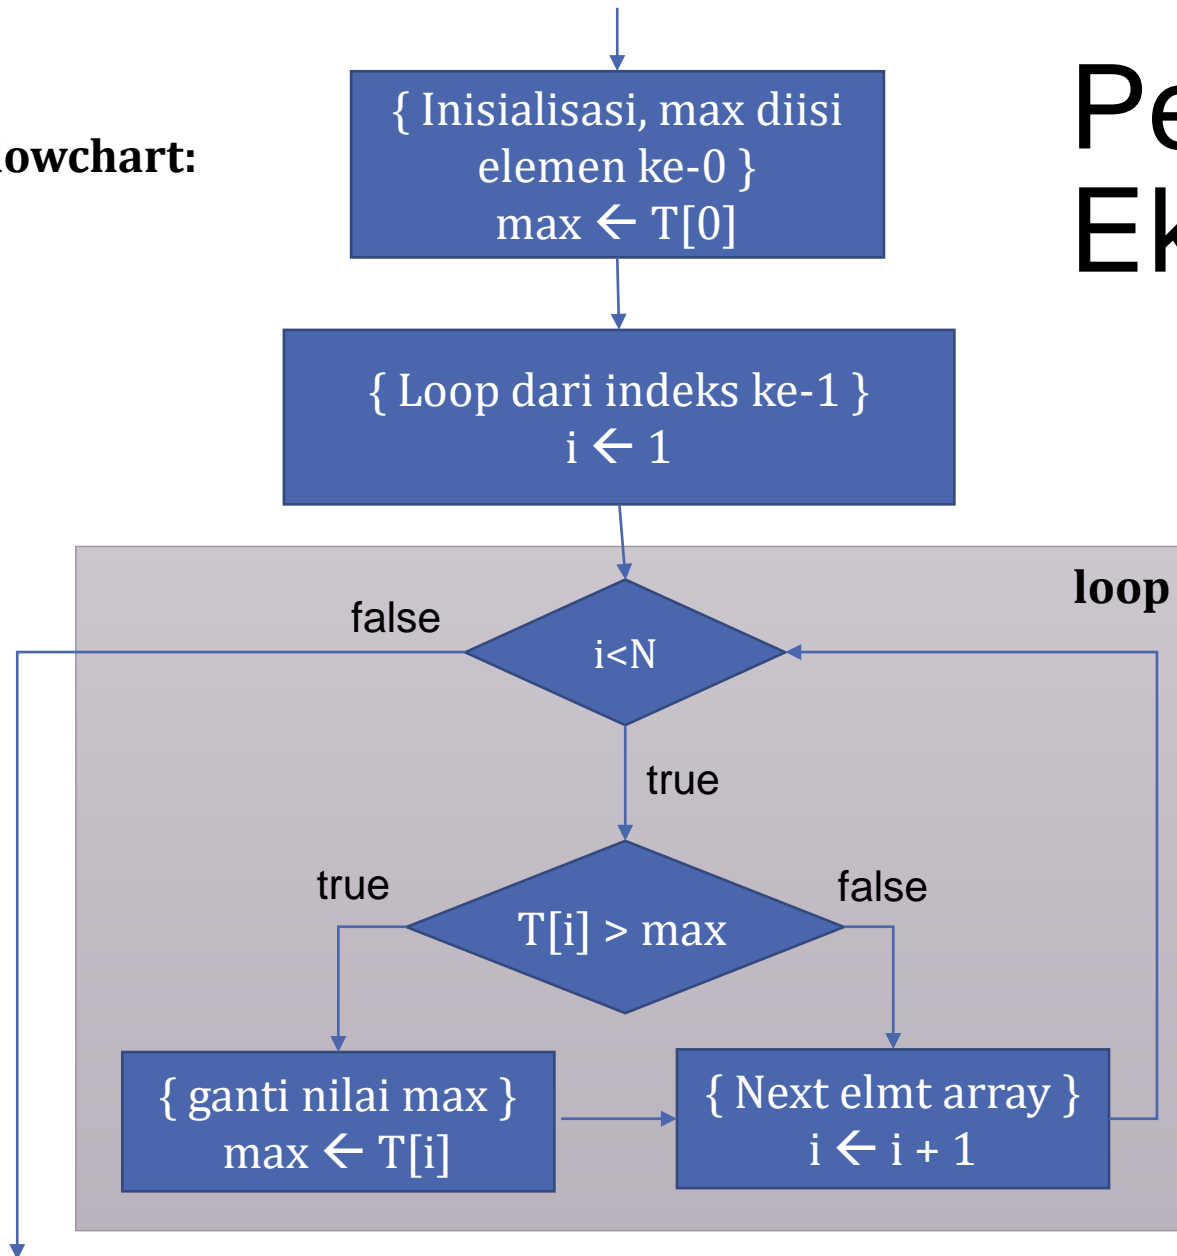 lowchart:
Pe
Ek
{ Inisialisasi, max diisi
elemen ke-0 }
max ← T[0]
{ Loop dari indeks ke-1 }
i ← 1
loop
false
i<N
true
true
false
T[i] > max
{ ganti nilai max }
max ← T[i]
{ Next elmt array }
i ← i + 1